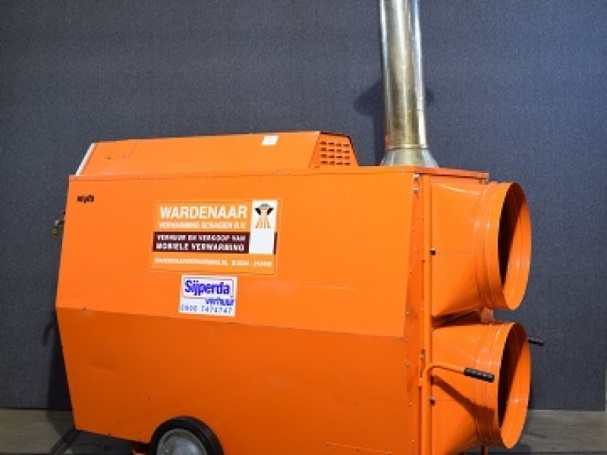 WARDENAAR
VERWARMING SCHAGEN B.V.
VERHUUR EN VERKOOP VAN
MOBIELE VERWARMING
Sijperda
verhuur
0900 7474747